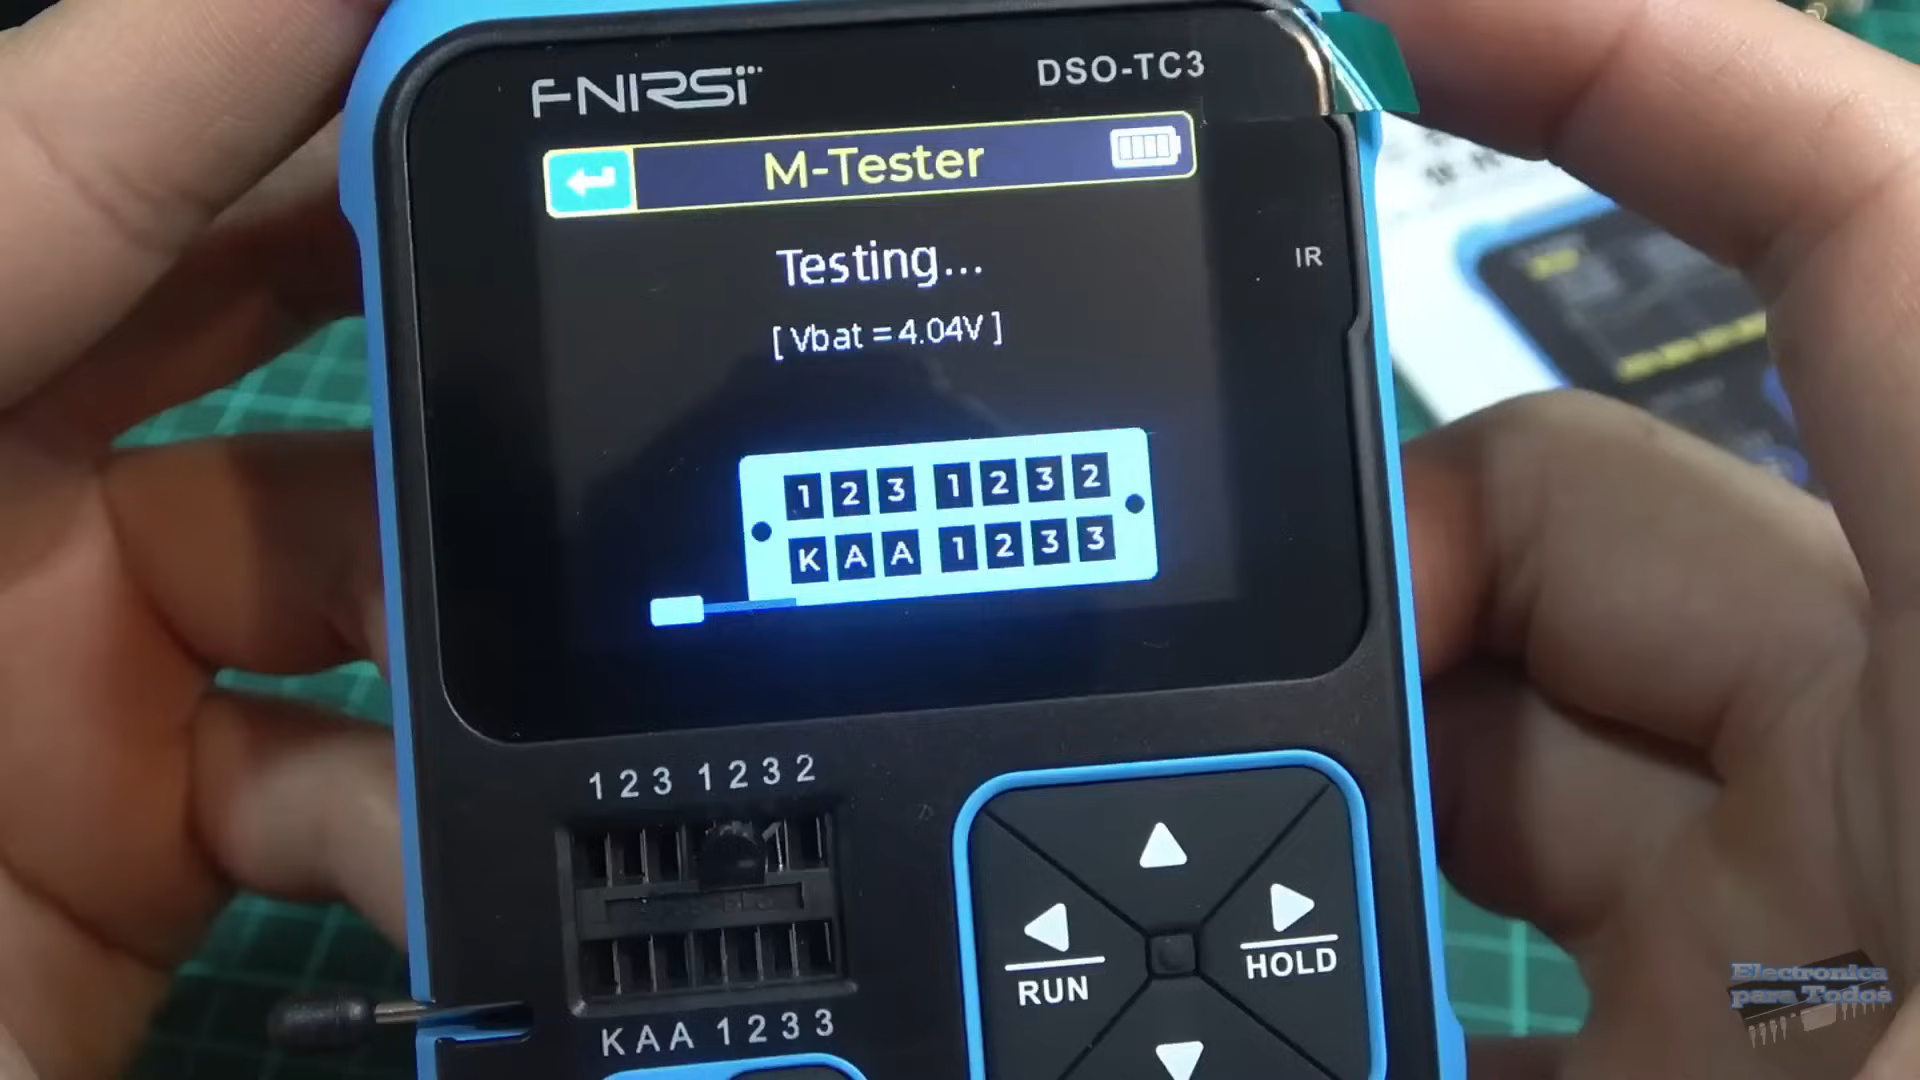 FNIRSI
DSO-TC3
M-Tester
Testing...
[ Vbat = 4.04V ]
IR
1 2 3 1 2 3 2
K A A 1 2 3 3
1 2 3 1 2 3 2
K A A 1 2 3 3
RUN
HOLD
Electronica
para Todos